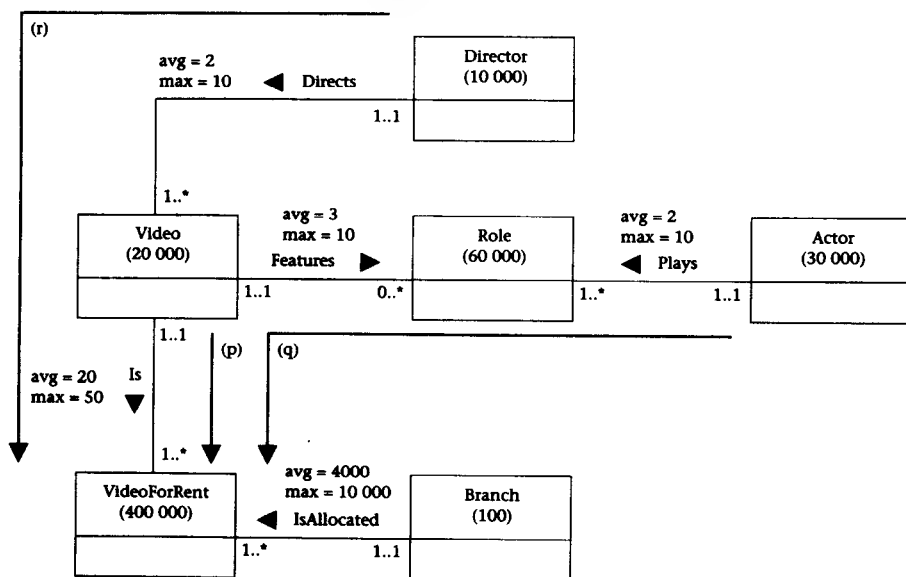 (r)
Director
(10 000)
avg = 2
max = 10
Directs
1..1
1..*
Video
(20 000)
avg = 3
max = 10
Features
Role
(60 000)
avg = 2
max = 10
Plays
Actor
(30 000)
1..1
0..*
1..*
1..1
1..1
(p)
(q)
avg = 20
max = 50
Is
1..*
VideoForRent
(400 000)
avg = 4000
max = 10 000
IsAllocated
Branch
(100)
1..*
1..1